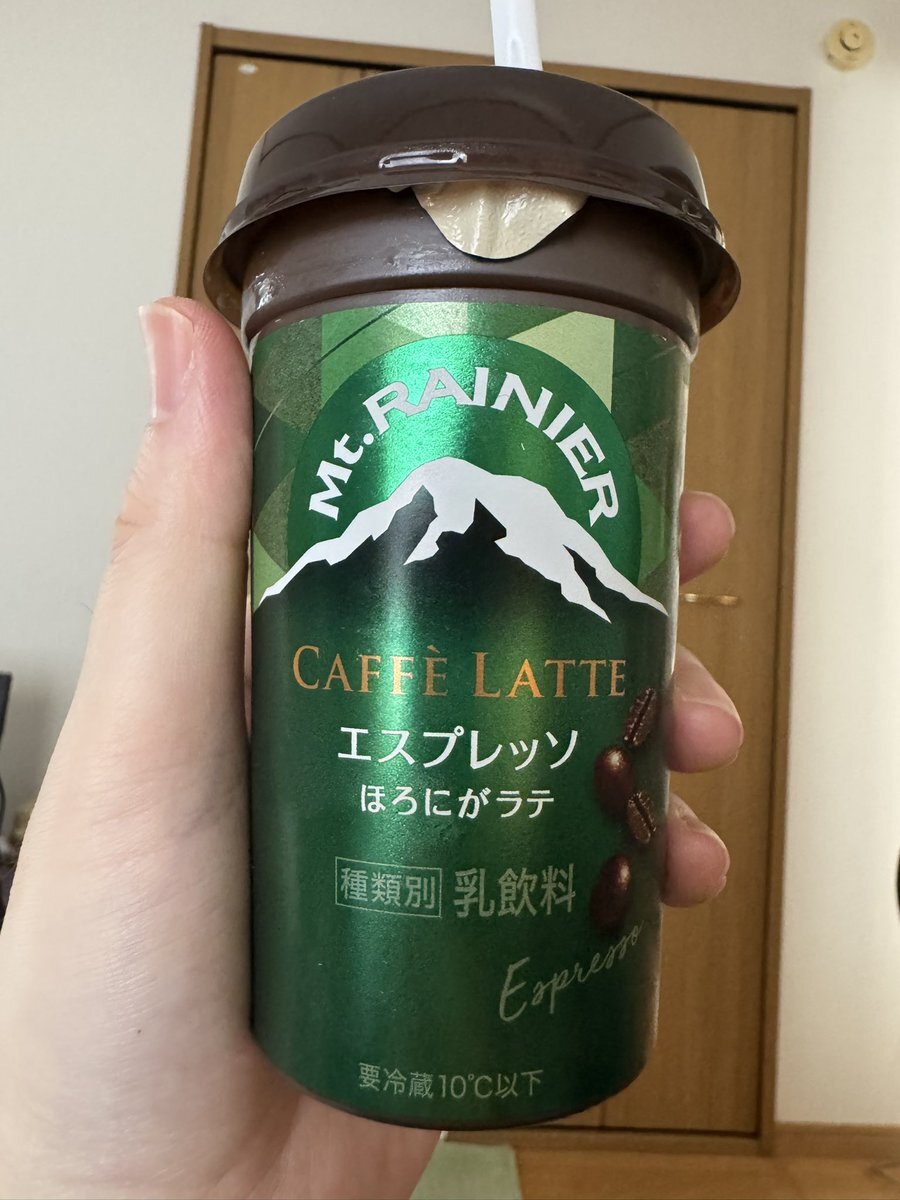 Mt. RAINIER
CAFFÈ LATTE
エスプレッソ
ほろにがラテ
種類別 乳飲料
Espresso
要冷蔵10℃以下